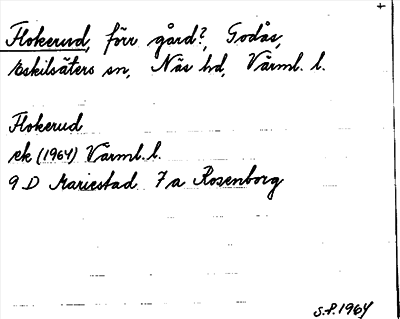 Flokerud, förr gård?, Godås,
Eskilsäters sn, Näs hd, Värml. l.
Flokerud
ek (1964) Värml. l.
9 D Mariestad 7 a Rosenborg
S.P. 1964